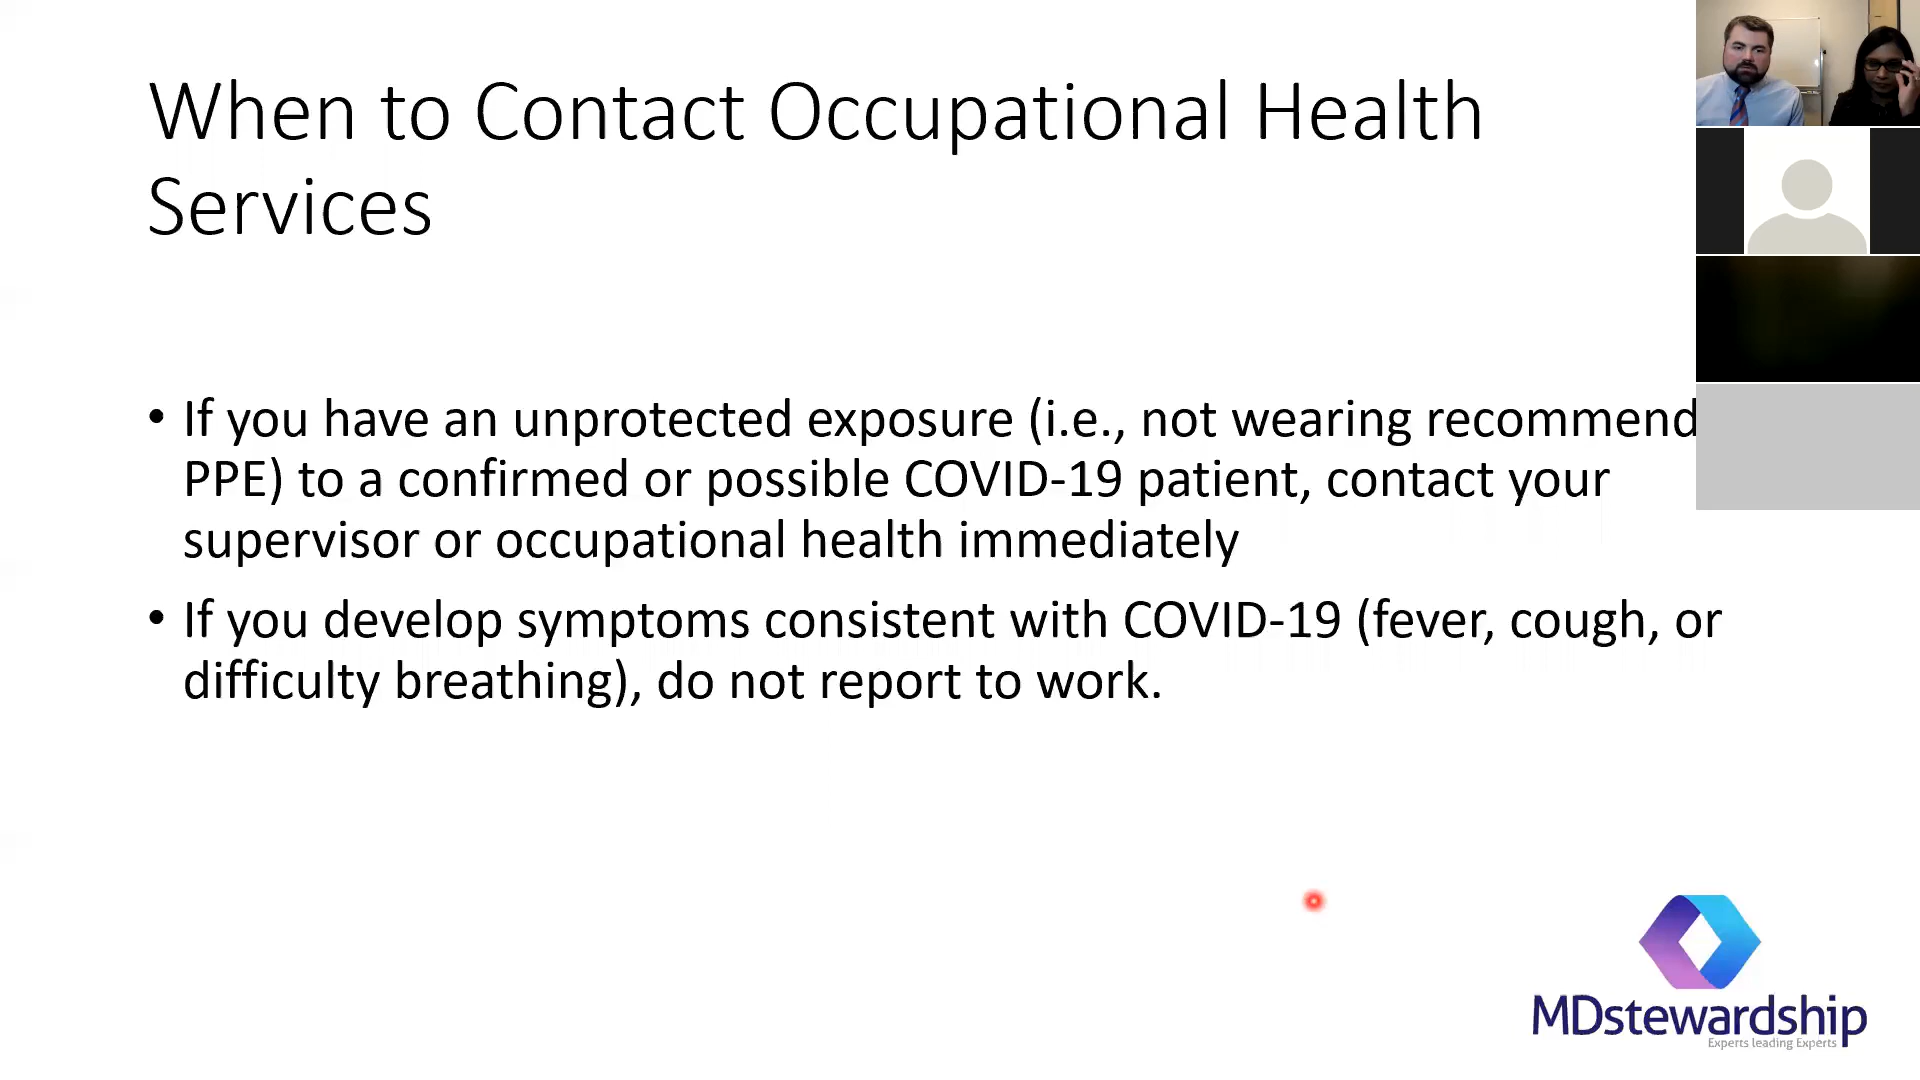 When to Contact Occupational Health
Services
• If you have an unprotected exposure (i.e., not wearing recommend
PPE) to a confirmed or possible COVID-19 patient, contact your
supervisor or occupational health immediately
• If you develop symptoms consistent with COVID-19 (fever, cough, or
difficulty breathing), do not report to work.
MDstewardship
Experts leading Experts